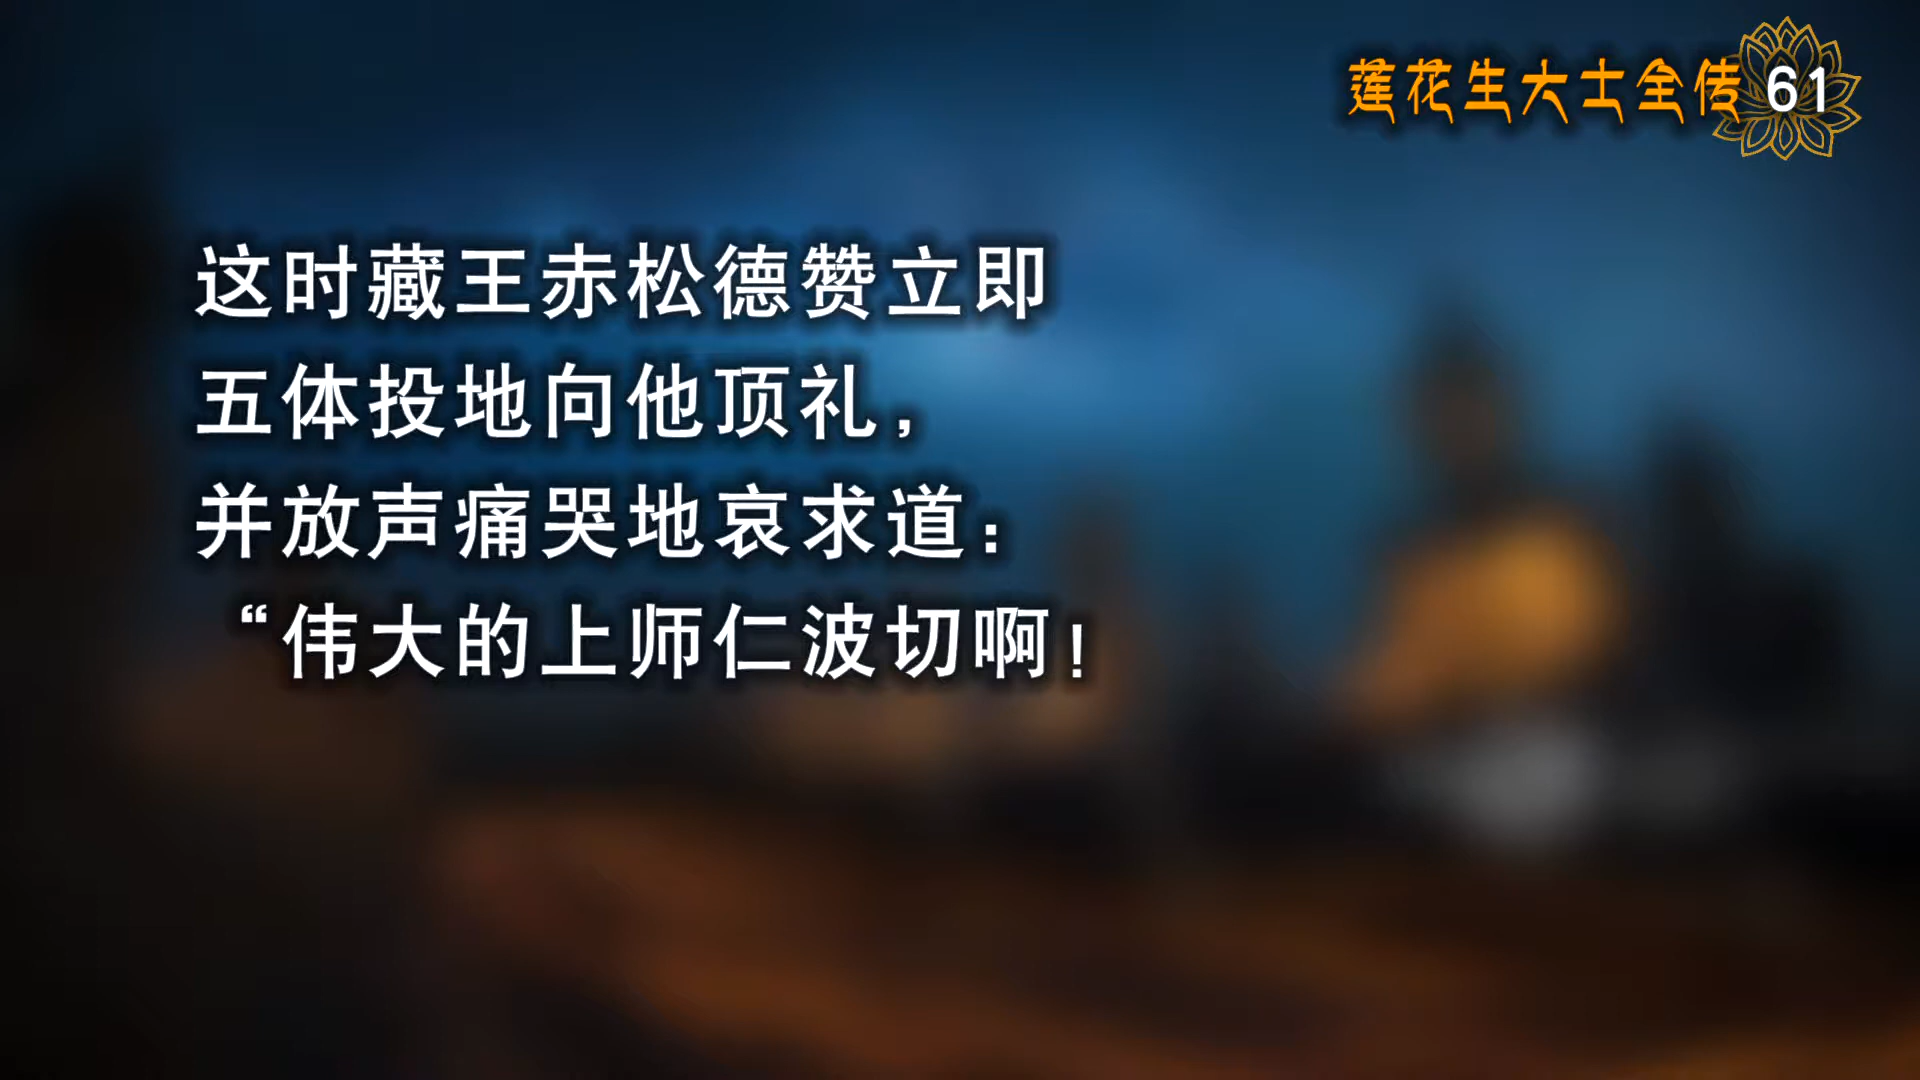 莲花生大士全传 61
这时藏王赤松德赞立即
五体投地向他顶礼，
并放声痛哭地哀求道：
“伟大的上师仁波切啊！